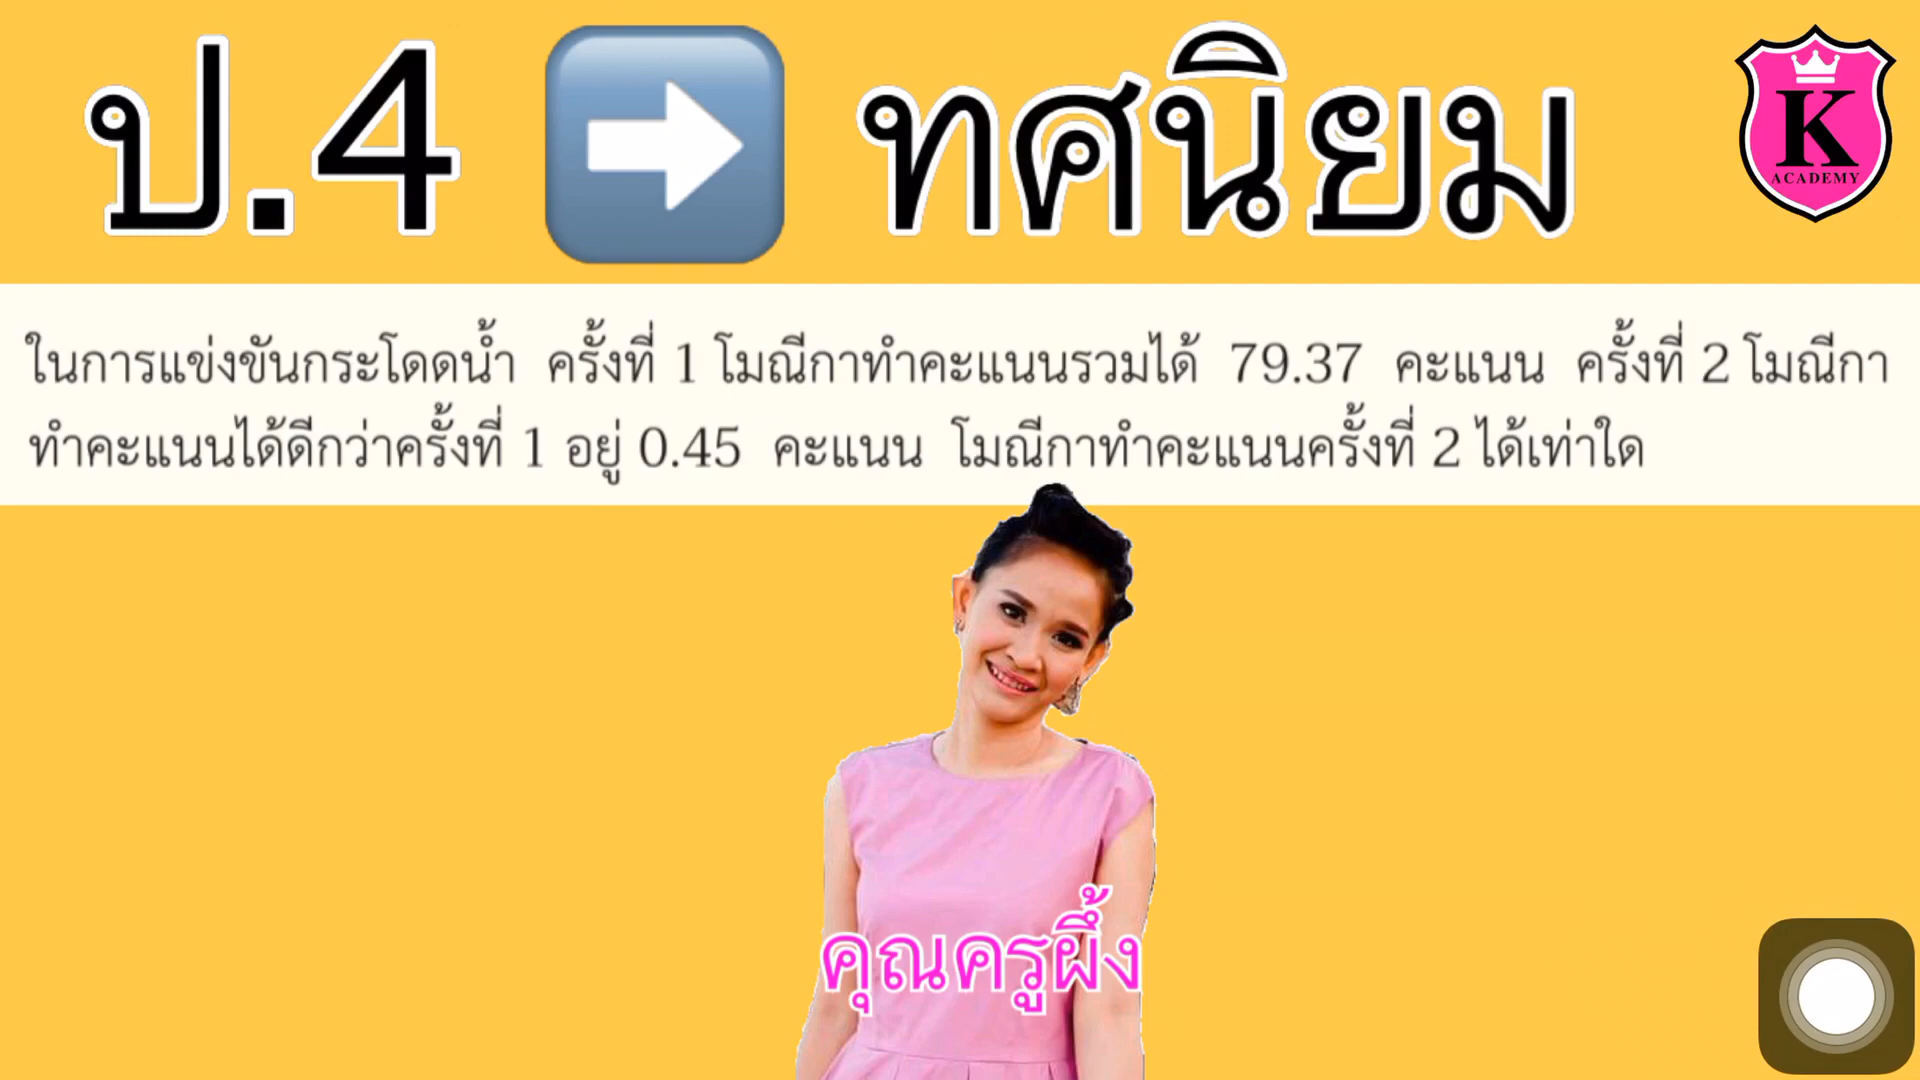 ป.4 ➡ ทศนิยม
K
ACADEMY
ในการแข่งขันกระโดดน้ำ ครั้งที่ 1 โมณีกาทำคะแนนรวมได้ 79.37 คะแนน ครั้งที่ 2 โมณีกา
ทำคะแนนได้ดีกว่าครั้งที่ 1 อยู่ 0.45 คะแนน โมณีกาทำคะแนนครั้งที่ 2 ได้เท่าใด
คุณครูผึ้ง